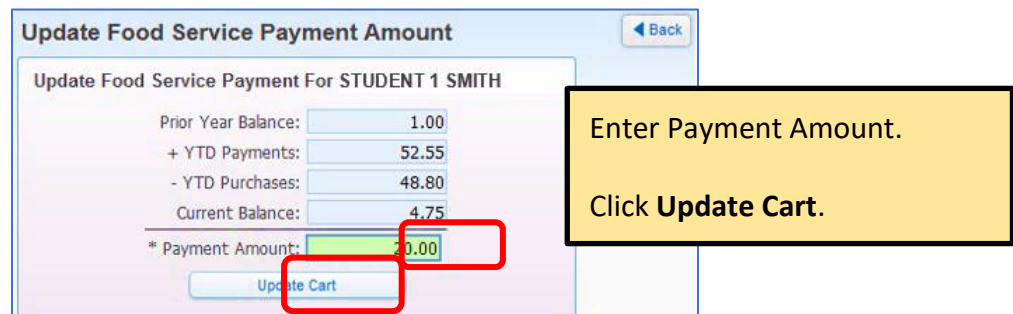 Update Food Service Payment Amount
Back
Update Food Service Payment For STUDENT 1 SMITH
Prior Year Balance: 1.00
+ YTD Payments: 52.55
- YTD Purchases: 48.80
Current Balance: 4.75
* Payment Amount: 20.00
Update Cart
Enter Payment Amount.
Click Update Cart.